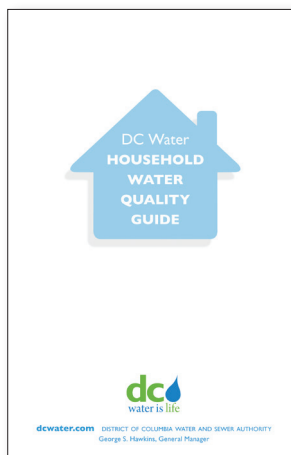 DC Water
HOUSEHOLD
WATER
QUALITY
GUIDE
dc
water is life
dcwater.com DISTRICT OF COLUMBIA WATER AND SEWER AUTHORITY
George S. Hawkins, General Manager